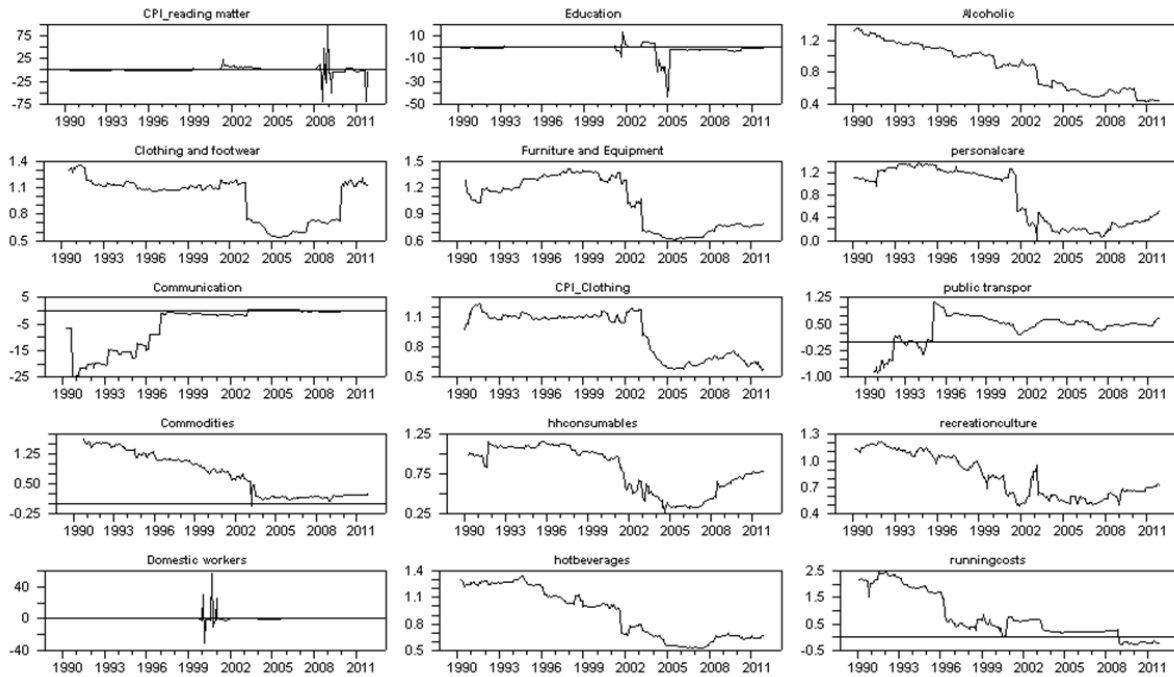 CPI_reading matter
75
25
-25
-75
1990 1993 1996 1999 2002 2005 2008 2011
Education
10
-10
-30
-50
1990 1993 1996 1999 2002 2005 2008 2011
Alcoholic
1.2
0.8
0.4
1990 1993 1996 1999 2002 2005 2008 2011
Clothing and footwear
1.4
1.1
0.8
0.5
1990 1993 1996 1999 2002 2005 2008 2011
Furniture and Equipment
1.5
1.2
0.9
0.6
1990 1993 1996 1999 2002 2005 2008 2011
personalcare
1.2
0.8
0.4
0.0
1990 1993 1996 1999 2002 2005 2008 2011
Communication
5
-5
-15
-25
1990 1993 1996 1999 2002 2005 2008 2011
CPI_Clothing
1.1
0.8
0.5
1990 1993 1996 1999 2002 2005 2008 2011
public transpor
1.25
0.50
-0.25
-1.00
1990 1993 1996 1999 2002 2005 2008 2011
Commodities
1.25
0.50
-0.25
1990 1993 1996 1999 2002 2005 2008 2011
hhconsumables
1.25
0.75
0.25
1990 1993 1996 1999 2002 2005 2008 2011
recreationculture
1.3
1.0
0.7
0.4
1990 1993 1996 1999 2002 2005 2008 2011
Domestic workers
40
0
-40
1990 1993 1996 1999 2002 2005 2008 2011
hotbeverages
1.4
1.1
0.8
0.5
1990 1993 1996 1999 2002 2005 2008 2011
runningcosts
2.5
1.5
0.5
-0.5
1990 1993 1996 1999 2002 2005 2008 2011